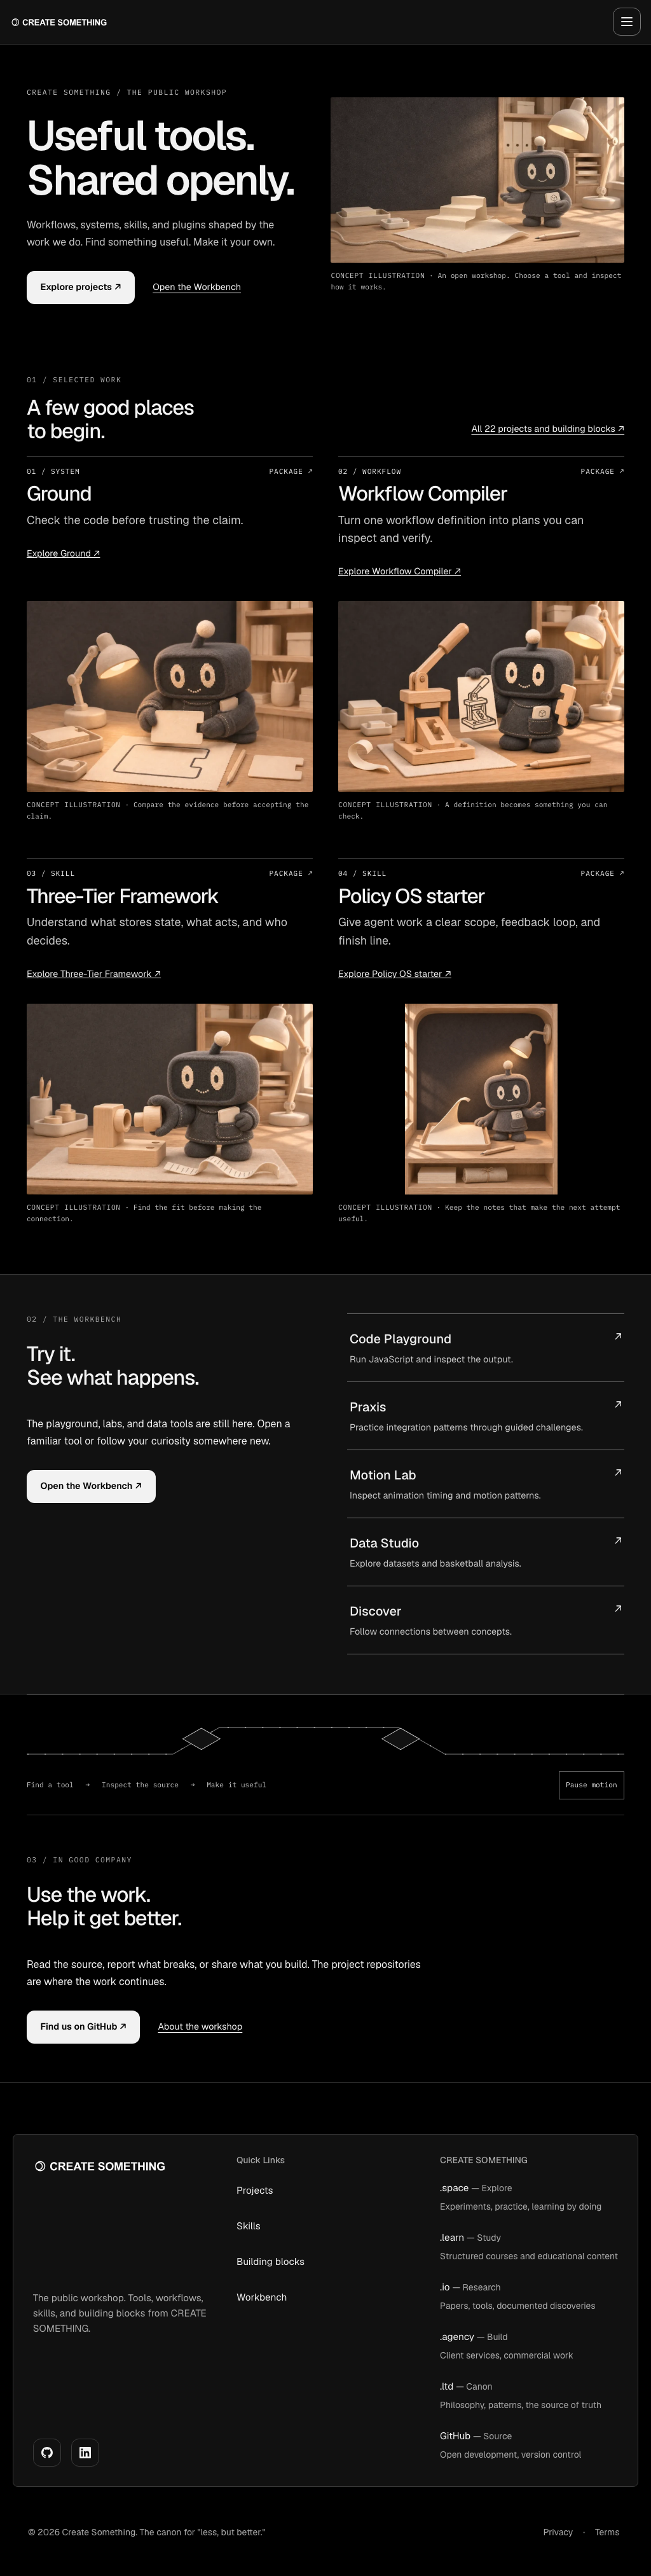 CREATE SOMETHING
CREATE SOMETHING / THE PUBLIC WORKSHOP
Useful tools.
Shared openly.
Workflows, systems, skills, and plugins shaped by the
work we do. Find something useful. Make it your own.
Explore projects ↗
Open the Workbench
CONCEPT ILLUSTRATION · An open workshop. Choose a tool and inspect
how it works.
01 / SELECTED WORK
A few good places
to begin.
All 22 projects and building blocks ↗
01 / SYSTEM
PACKAGE ↗
Ground
Check the code before trusting the claim.
Explore Ground ↗
CONCEPT ILLUSTRATION · Compare the evidence before accepting the
claim.
02 / WORKFLOW
PACKAGE ↗
Workflow Compiler
Turn one workflow definition into plans you can
inspect and verify.
Explore Workflow Compiler ↗
CONCEPT ILLUSTRATION · A definition becomes something you can
check.
03 / SKILL
PACKAGE ↗
Three-Tier Framework
Understand what stores state, what acts, and who
decides.
Explore Three-Tier Framework ↗
CONCEPT ILLUSTRATION · Find the fit before making the
connection.
04 / SKILL
PACKAGE ↗
Policy OS starter
Give agent work a clear scope, feedback loop, and
finish line.
Explore Policy OS starter ↗
CONCEPT ILLUSTRATION · Keep the notes that make the next attempt
useful.
02 / THE WORKBENCH
Try it.
See what happens.
The playground, labs, and data tools are still here. Open a
familiar tool or follow your curiosity somewhere new.
Open the Workbench ↗
Code Playground ↗
Run JavaScript and inspect the output.
Praxis ↗
Practice integration patterns through guided challenges.
Motion Lab ↗
Inspect animation timing and motion patterns.
Data Studio ↗
Explore datasets and basketball analysis.
Discover ↗
Follow connections between concepts.
Find a tool → Inspect the source → Make it useful
Pause motion
03 / IN GOOD COMPANY
Use the work.
Help it get better.
Read the source, report what breaks, or share what you build. The project repositories
are where the work continues.
Find us on GitHub ↗
About the workshop
CREATE SOMETHING
The public workshop. Tools, workflows,
skills, and building blocks from CREATE
SOMETHING.
Quick Links
Projects
Skills
Building blocks
Workbench
CREATE SOMETHING
.space — Explore
Experiments, practice, learning by doing
.learn — Study
Structured courses and educational content
.io — Research
Papers, tools, documented discoveries
.agency — Build
Client services, commercial work
.ltd — Canon
Philosophy, patterns, the source of truth
GitHub — Source
Open development, version control
© 2026 Create Something. The canon for "less, but better."
Privacy · Terms